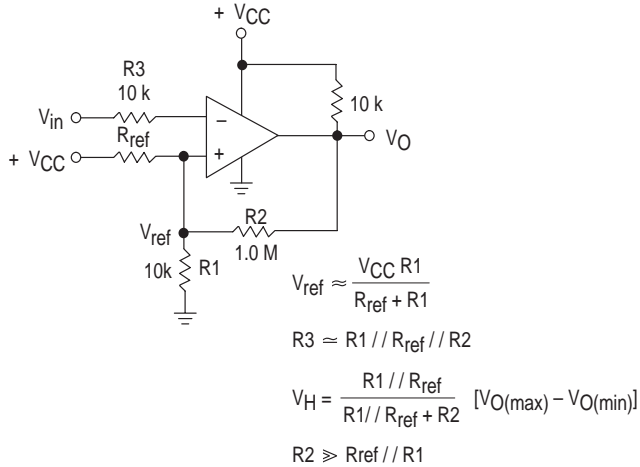 + VCC
R3
10 k
10 k
Vin
−
VO
Rref
+ VCC
+
R2
Vref
1.0 M
10k
R1
Vref ≈ VCC R1
Rref + R1
R3 ≃ R1 / / Rref / / R2
VH = R1 / / Rref
R1/ / Rref + R2
[VO(max) – VO(min)]
R2 ≫ Rref / / R1